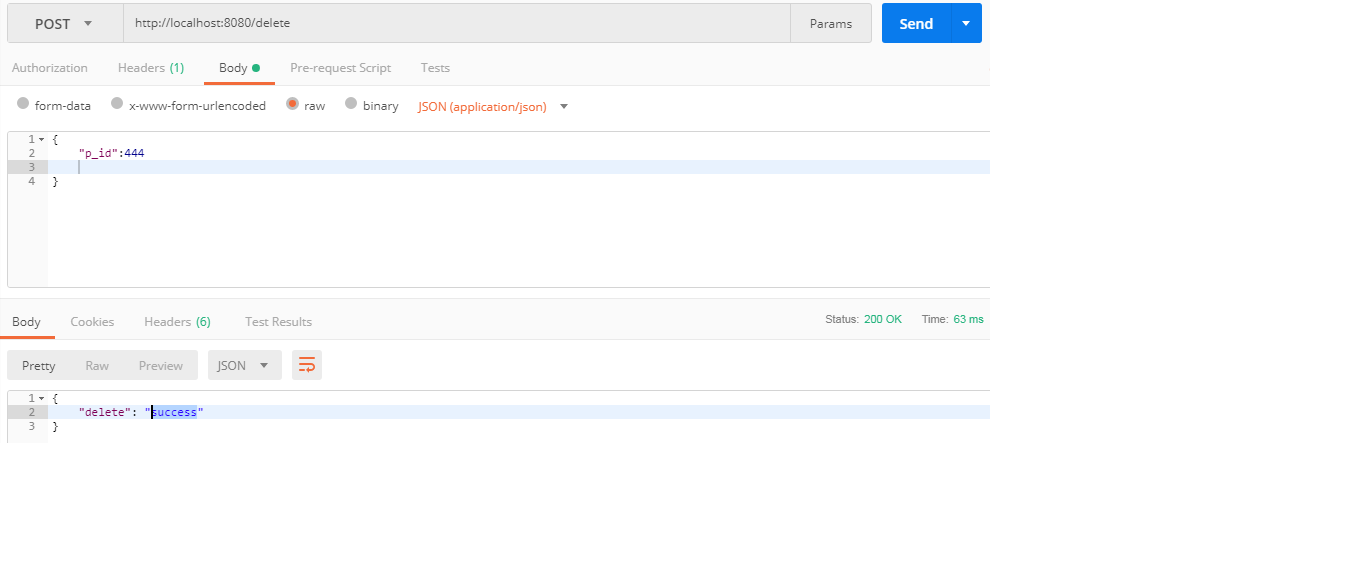 POST http://localhost:8080/delete Params Send
Authorization Headers (1) Body Pre-request Script Tests
form-data x-www-form-urlencoded raw binary JSON (application/json)
1 {
2 "p_id":444
3
4 }
Body Cookies Headers (6) Test Results Status: 200 OK Time: 63 ms
Pretty Raw Preview JSON
1 {
2 "delete": "success"
3 }